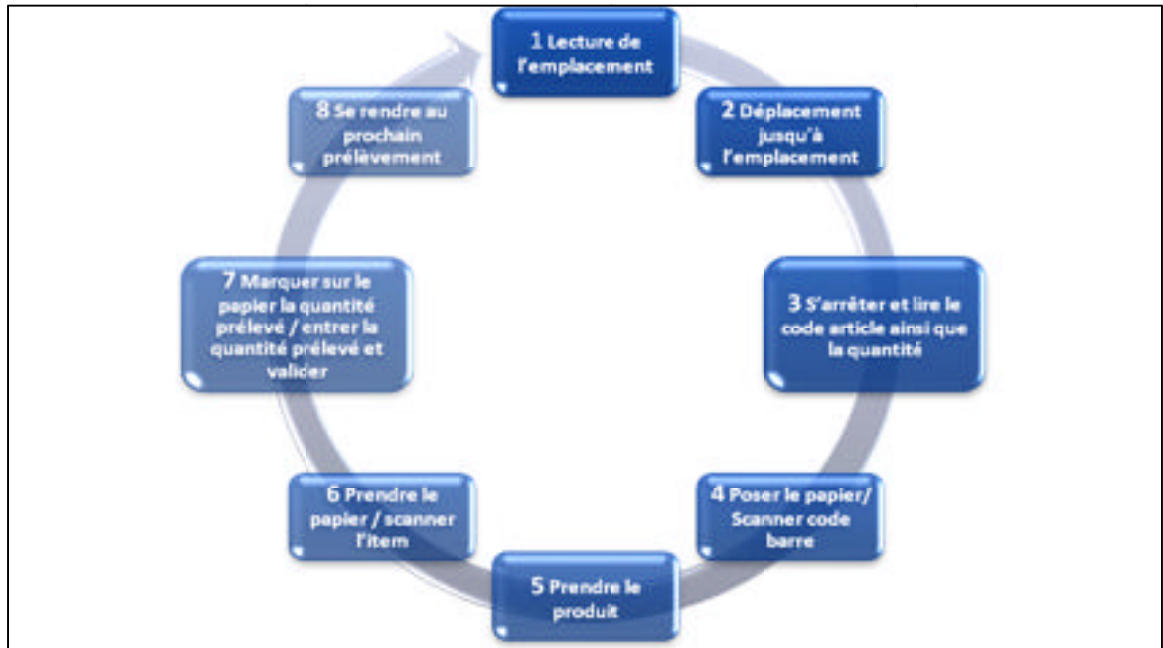 1 Lecture de
l'emplacement
2 Déplacement
jusqu'à
l'emplacement
3 S'arrêter et lire le
code article ainsi que
la quantité
4 Poser le papier/
Scanner code
barre
5 Prendre le
produit
6 Prendre le
papier / scanner
l'item
7 Marquer sur le
papier la quantité
prélevé / entrer la
quantité prélevé et
valider
8 Se rendre au
prochain
prélèvement